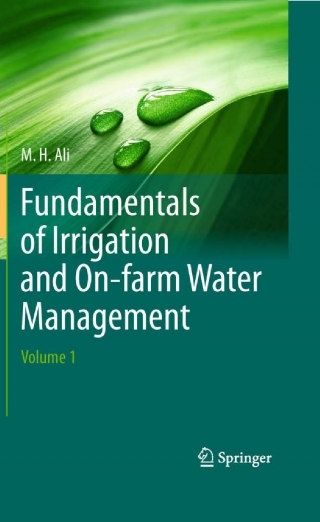 M. H. Ali
Fundamentals
of Irrigation
and On-farm Water
Management
Volume 1
Springer